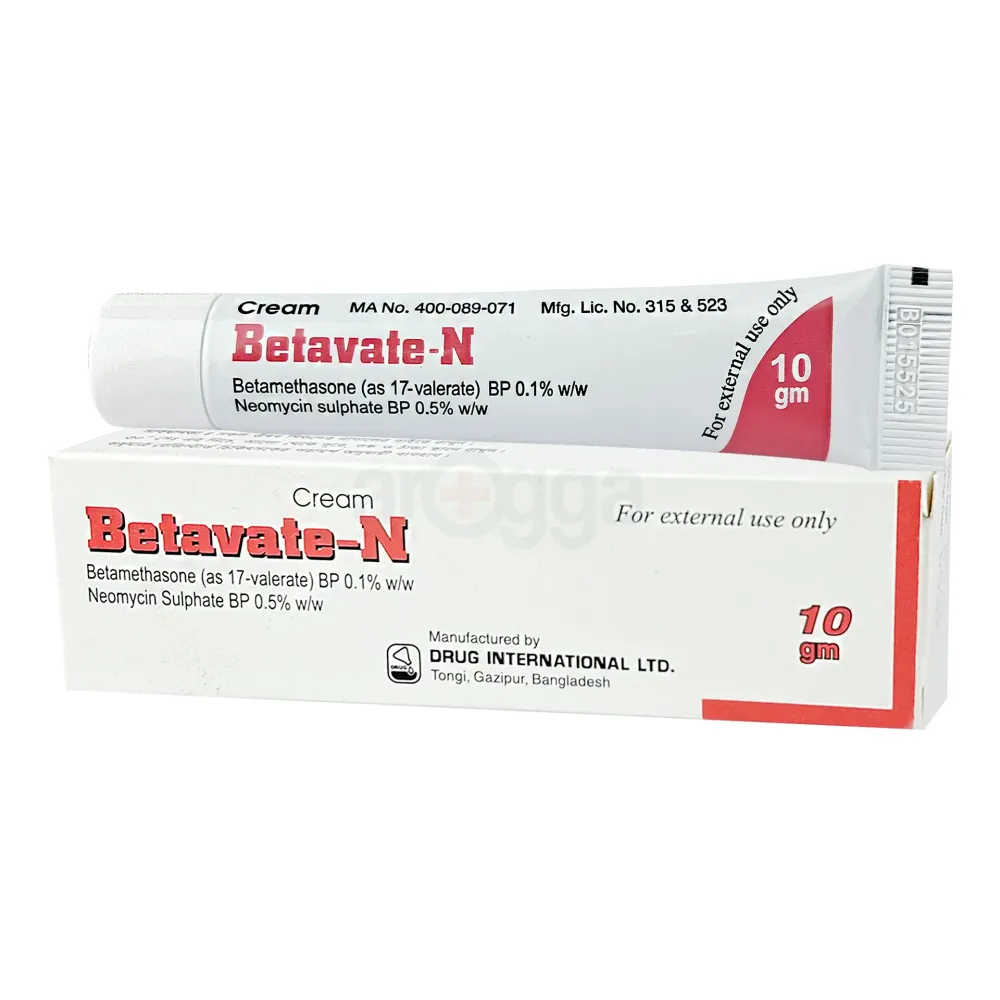 Cream MA No. 400-089-071 Mfg. Lic. No. 315 & 523
Betavate-N
Betamethasone (as 17-valerate) BP 0.1% w/w
Neomycin sulphate BP 0.5% w/w
For external use only
10
gm
B015525
arogga
Cream
Betavate-N
Betamethasone (as 17-valerate) BP 0.1% w/w
Neomycin Sulphate BP 0.5% w/w
For external use only
10
gm
DRUG
Manufactured by
DRUG INTERNATIONAL LTD.
Tongi, Gazipur, Bangladesh